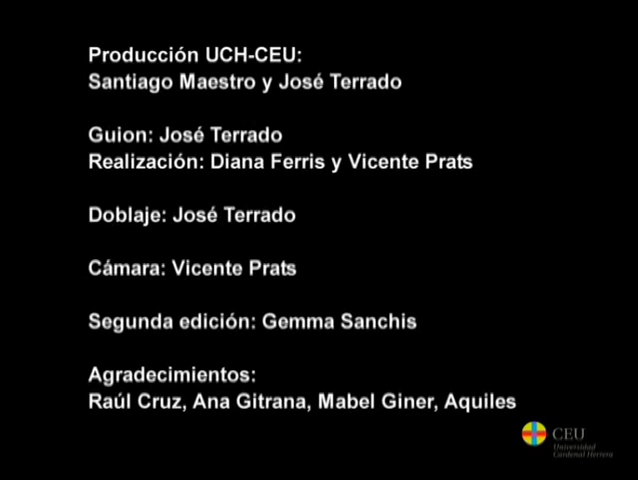 Producción UCH-CEU:
Santiago Maestro y José Terrado
Guion: José Terrado
Realización: Diana Ferris y Vicente Prats
Doblaje: José Terrado
Cámara: Vicente Prats
Segunda edición: Gemma Sanchis
Agradecimientos:
Raúl Cruz, Ana Gitrana, Mabel Giner, Aquiles
CEU
Universidad
Cardenal Herrera